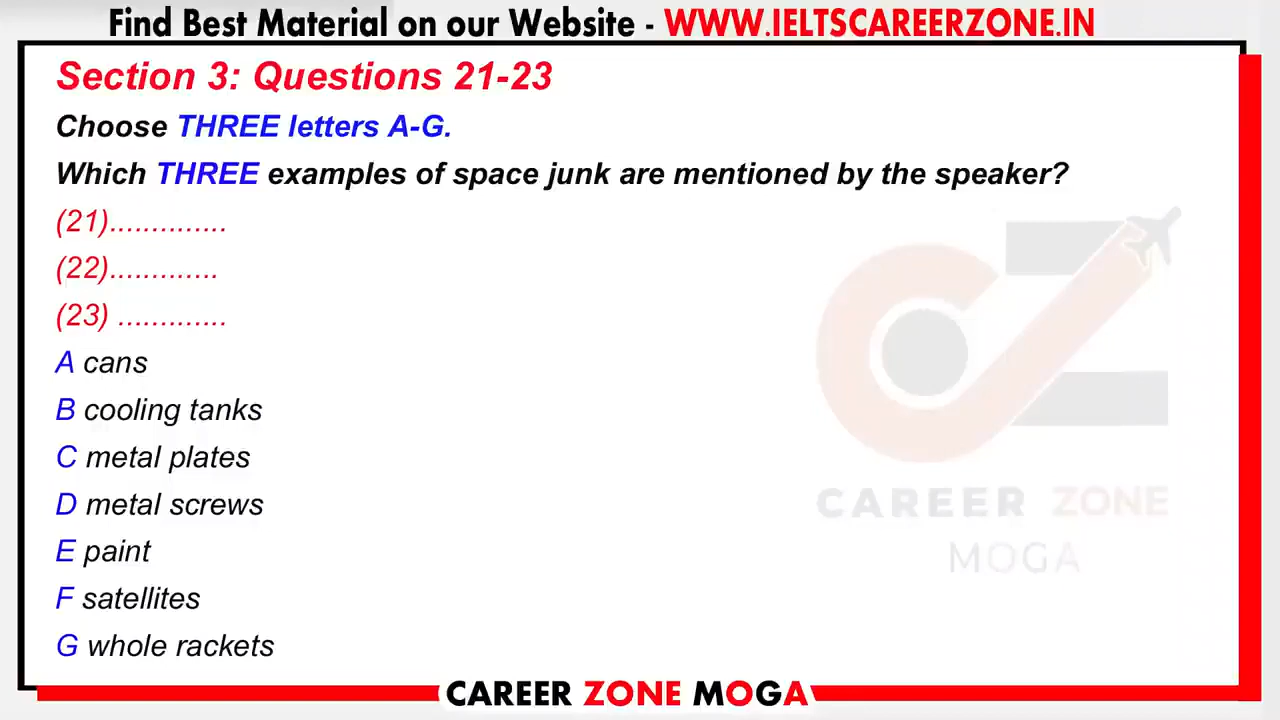 Find Best Material on our Website - WWW.IELTSCAREERZONE.IN
Section 3: Questions 21-23
Choose THREE letters A-G.
Which THREE examples of space junk are mentioned by the speaker?
(21)..............
(22).............
(23) .............
A cans
B cooling tanks
C metal plates
D metal screws
E paint
F satellites
G whole rackets
CAREER ZONE
MOGA
CAREER ZONE MOGA